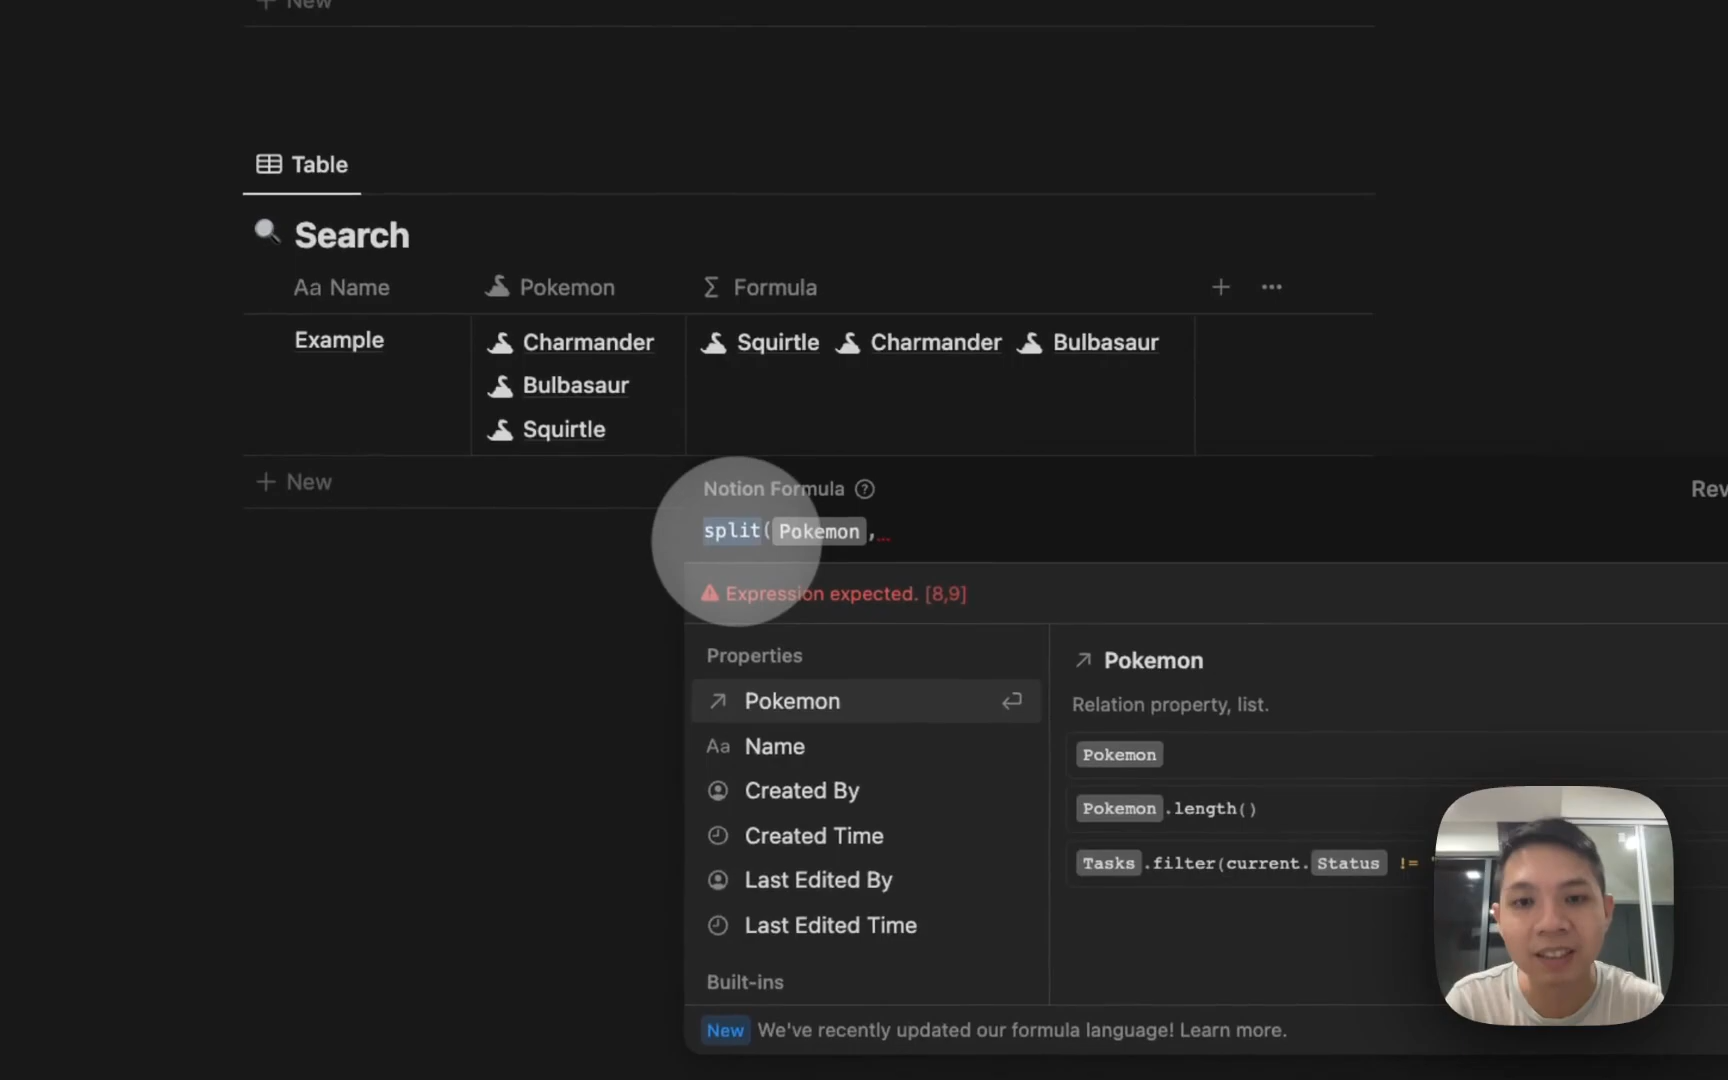 New
Table
Search
Aa Name Pokemon Σ Formula + •••
Example Charmander Squirtle Charmander Bulbasaur
Bulbasaur
Squirtle
+ New
Notion Formula ? Rev
split( Pokemon ,
Expression expected. [8,9]
Properties
Pokemon
Aa Name
Created By
Created Time
Last Edited By
Last Edited Time
Built-ins
Pokemon
Relation property, list.
Pokemon
Pokemon .length()
Tasks .filter(current. Status != "
New We've recently updated our formula language! Learn more.